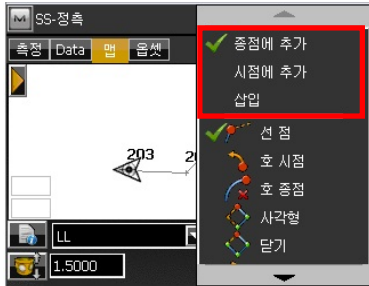 SS-정측
측정 Data 맵 옵셋
종점에 추가
시점에 추가
삽입
선 점
호 시점
호 종점
사각형
닫기
203 2
LL
1.5000